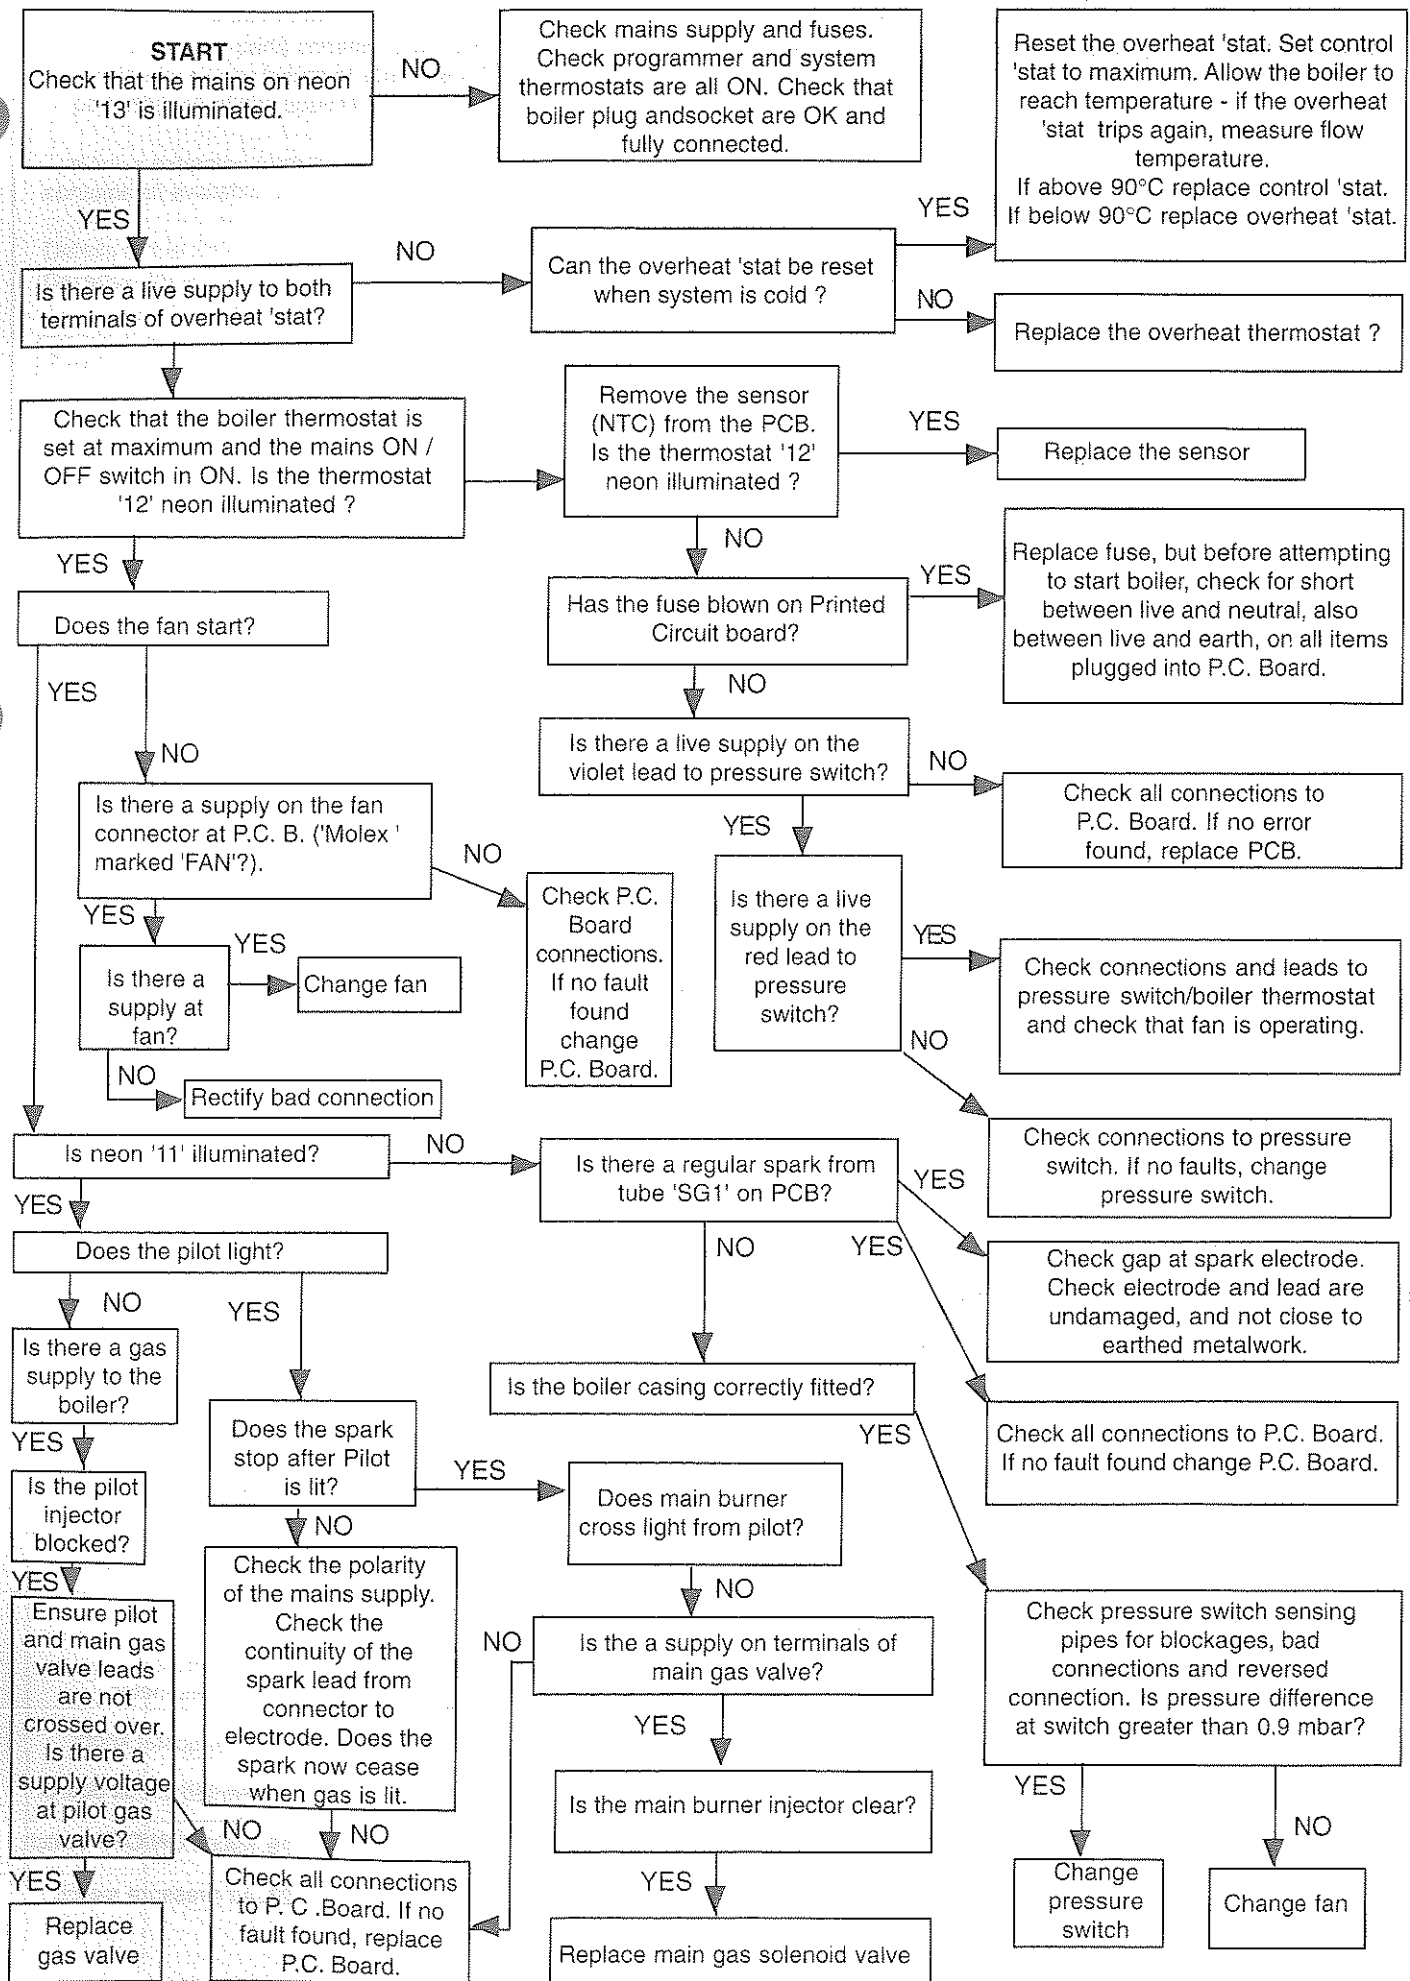 START
Check that the mains on neon
'13' is illuminated.
NO
Check mains supply and fuses.
Check programmer and system
thermostats are all ON. Check that
boiler plug andsocket are OK and
fully connected.
Reset the overheat 'stat. Set control
'stat to maximum. Allow the boiler to
reach temperature - if the overheat
'stat trips again, measure flow
temperature.
If above 90°C replace control 'stat.
If below 90°C replace overheat 'stat.
YES
Is there a live supply to both
terminals of overheat 'stat?
NO
Can the overheat 'stat be reset
when system is cold ?
YES
NO
Replace the overheat thermostat ?
Check that the boiler thermostat is
set at maximum and the mains ON /
OFF switch in ON. Is the thermostat
'12' neon illuminated ?
Remove the sensor
(NTC) from the PCB.
Is the thermostat '12'
neon illuminated ?
YES
Replace the sensor
NO
YES
Does the fan start?
Has the fuse blown on Printed
Circuit board?
YES
Replace fuse, but before attempting
to start boiler, check for short
between live and neutral, also
between live and earth, on all items
plugged into P.C. Board.
YES
NO
NO
Is there a live supply on the
violet lead to pressure switch?
NO
Check all connections to
P.C. Board. If no error
found, replace PCB.
Is there a supply on the fan
connector at P.C. B. ('Molex '
marked 'FAN'?).
NO
YES
Check P.C.
Board
connections.
If no fault
found
change
P.C. Board.
Is there a live
supply on the
red lead to
pressure
switch?
YES
Check connections and leads to
pressure switch/boiler thermostat
and check that fan is operating.
YES
Is there a
supply at
fan?
YES
Change fan
NO
Rectify bad connection
NO
Check connections to pressure
switch. If no faults, change
pressure switch.
Is neon '11' illuminated?
NO
Is there a regular spark from
tube 'SG1' on PCB?
YES
Check gap at spark electrode.
Check electrode and lead are
undamaged, and not close to
earthed metalwork.
YES
Does the pilot light?
NO
YES
NO
YES
Is there a gas
supply to the
boiler?
Is the boiler casing correctly fitted?
YES
Check all connections to P.C. Board.
If no fault found change P.C. Board.
YES
Does the spark
stop after Pilot
is lit?
YES
Does main burner
cross light from pilot?
Is the pilot
injector
blocked?
NO
NO
YES
Check the polarity
of the mains supply.
Check the
continuity of the
spark lead from
connector to
electrode. Does the
spark now cease
when gas is lit.
Ensure pilot
and main gas
valve leads
are not
crossed over.
Is there a
supply voltage
at pilot gas
valve?
NO
Is the a supply on terminals of
main gas valve?
Check pressure switch sensing
pipes for blockages, bad
connections and reversed
connection. Is pressure difference
at switch greater than 0.9 mbar?
YES
YES
NO
Is the main burner injector clear?
NO
NO
YES
Change
pressure
switch
Change fan
YES
Replace
gas valve
Check all connections
to P. C .Board. If no
fault found, replace
P.C. Board.
Replace main gas solenoid valve